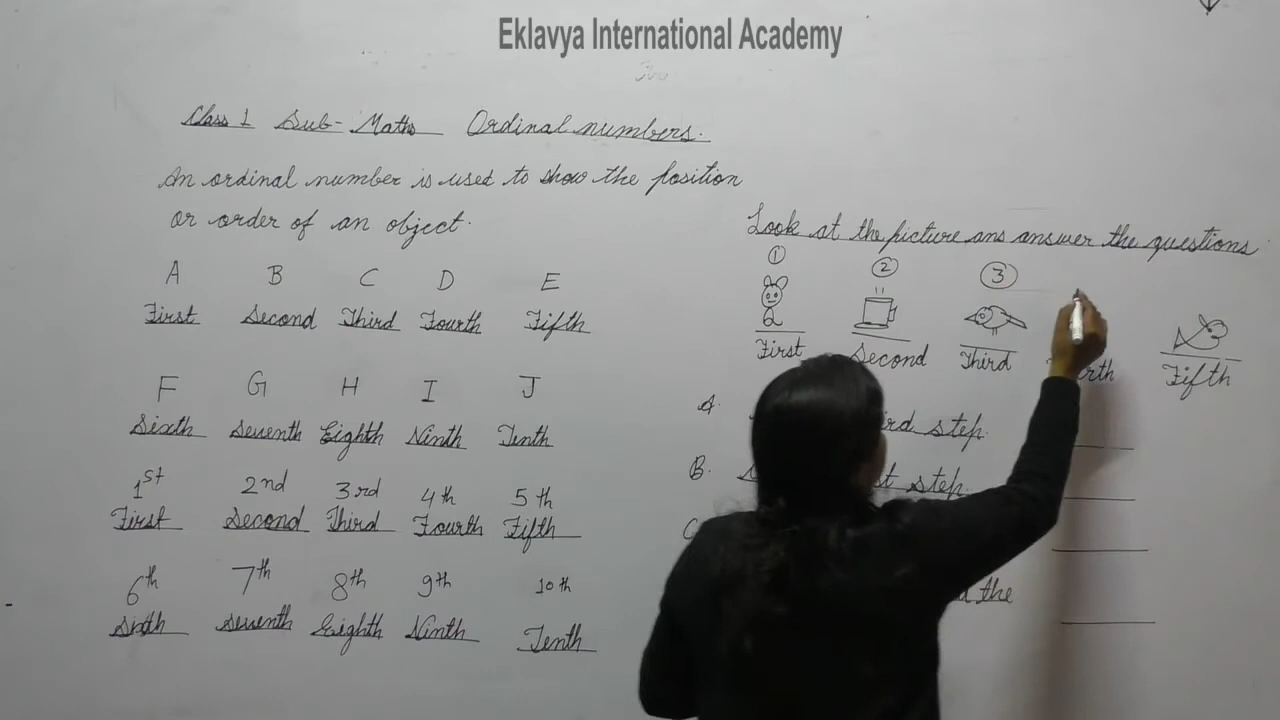 Eklavya International Academy
Class 1 Sub- Maths Ordinal numbers.
An ordinal number is used to show the position
or order of an object.
A B C D E
First Second Third Fourth Fifth
F G H I J
Sixth Seventh Eighth Ninth Tenth
1st 2nd 3rd 4th 5th
First Second Third Fourth Fifth
6th 7th 8th 9th 10th
Sixth Seventh Eighth Ninth Tenth
Look at the picture ans answer the questions
1 2 3
First Second Third Fifth
A. step.
B. step.
C
the